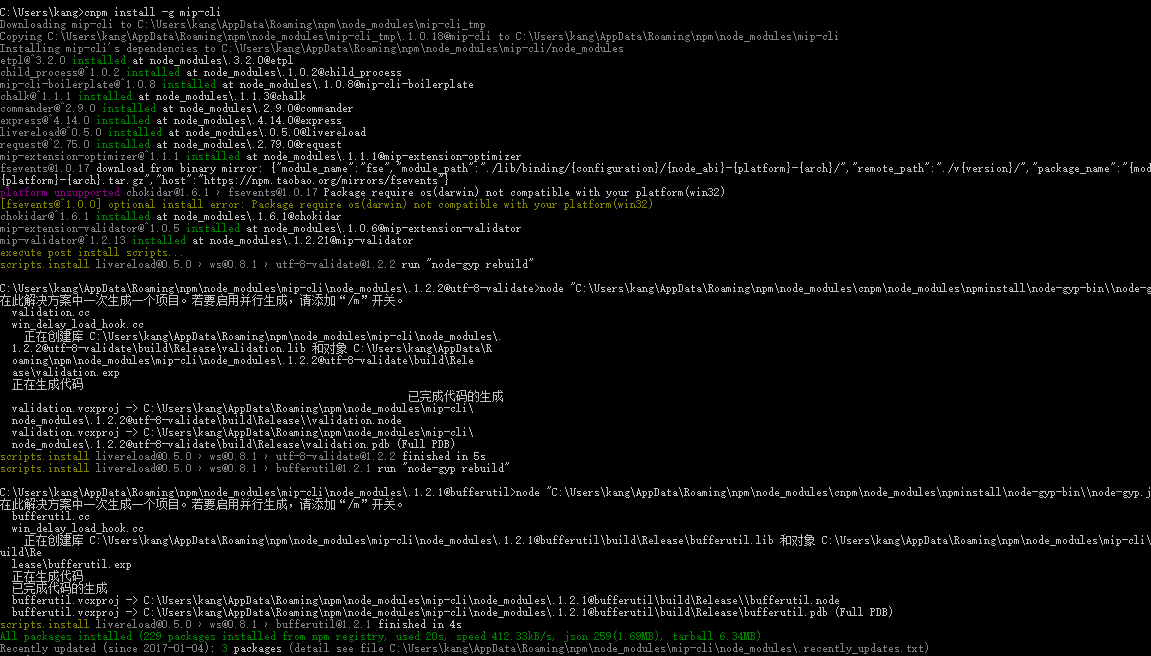 C:\Users\kang>cnpm install -g mip-cli
Downloading mip-cli to C:\Users\kang\AppData\Roaming\npm\node_modules\mip-cli_tmp
Copying C:\Users\kang\AppData\Roaming\npm\node_modules\mip-cli_tmp\.1.0.18@mip-cli to C:\Users\kang\AppData\Roaming\npm\node_modules\mip-cli
Installing mip-cli's dependencies to C:\Users\kang\AppData\Roaming\npm\node_modules\mip-cli/node_modules
etpl@^3.2.0 installed at node_modules\.3.2.0@etpl
child_process@^1.0.2 installed at node_modules\.1.0.2@child_process
mip-cli-boilerplate@^1.0.8 installed at node_modules\.1.0.8@mip-cli-boilerplate
chalk@^1.1.1 installed at node_modules\.1.1.3@chalk
commander@^2.9.0 installed at node_modules\.2.9.0@commander
express@^4.14.0 installed at node_modules\.4.14.0@express
livereload@^0.5.0 installed at node_modules\.0.5.0@livereload
request@^2.75.0 installed at node_modules\.2.79.0@request
mip-extension-optimizer@^1.1.1 installed at node_modules\.1.1.1@mip-extension-optimizer
fsevents@1.0.17 download from binary mirror: {"module_name":"fse","module_path":"./lib/binding/{configuration}/{node_abi}-{platform}-{arch}/","remote_path":"./v{version}/","package_name":"{mod
{platform}-{arch}.tar.gz","host":"https://npm.taobao.org/mirrors/fsevents"}
platform unsupported chokidar@1.6.1 › fsevents@1.0.17 Package require os(darwin) not compatible with your platform(win32)
[fsevents@^1.0.0] optional install error: Package require os(darwin) not compatible with your platform(win32)
chokidar@^1.6.1 installed at node_modules\.1.6.1@chokidar
mip-extension-validator@^1.0.5 installed at node_modules\.1.0.6@mip-extension-validator
mip-validator@^1.2.13 installed at node_modules\.1.2.21@mip-validator
execute post install scripts...
scripts.install livereload@0.5.0 › ws@0.8.1 › utf-8-validate@1.2.2 run "node-gyp rebuild"
C:\Users\kang\AppData\Roaming\npm\node_modules\mip-cli\node_modules\.1.2.2@utf-8-validate>node "C:\Users\kang\AppData\Roaming\npm\node_modules\cnpm\node_modules\npminstall\node-gyp-bin\\node-g
在此解决方案中一次生成一个项目。若要启用并行生成，请添加“/m”开关。
validation.cc
win_delay_load_hook.cc
正在创建库 C:\Users\kang\AppData\Roaming\npm\node_modules\mip-cli\node_modules\.
1.2.2@utf-8-validate\build\Release\validation.lib 和对象 C:\Users\kang\AppData\R
oaming\npm\node_modules\mip-cli\node_modules\.1.2.2@utf-8-validate\build\Rele
ase\validation.exp
正在生成代码
已完成代码的生成
validation.vcxproj -> C:\Users\kang\AppData\Roaming\npm\node_modules\mip-cli\
node_modules\.1.2.2@utf-8-validate\build\Release\\validation.node
validation.vcxproj -> C:\Users\kang\AppData\Roaming\npm\node_modules\mip-cli\
node_modules\.1.2.2@utf-8-validate\build\Release\validation.pdb (Full PDB)
scripts.install livereload@0.5.0 › ws@0.8.1 › utf-8-validate@1.2.2 finished in 5s
scripts.install livereload@0.5.0 › ws@0.8.1 › bufferutil@1.2.1 run "node-gyp rebuild"
C:\Users\kang\AppData\Roaming\npm\node_modules\mip-cli\node_modules\.1.2.1@bufferutil>node "C:\Users\kang\AppData\Roaming\npm\node_modules\cnpm\node_modules\npminstall\node-gyp-bin\\node-gyp.j
在此解决方案中一次生成一个项目。若要启用并行生成，请添加“/m”开关。
bufferutil.cc
win_delay_load_hook.cc
正在创建库 C:\Users\kang\AppData\Roaming\npm\node_modules\mip-cli\node_modules\.1.2.1@bufferutil\build\Release\bufferutil.lib 和对象 C:\Users\kang\AppData\Roaming\npm\node_modules\mip-cli\
uild\Re
lease\bufferutil.exp
正在生成代码
已完成代码的生成
bufferutil.vcxproj -> C:\Users\kang\AppData\Roaming\npm\node_modules\mip-cli\node_modules\.1.2.1@bufferutil\build\Release\\bufferutil.node
bufferutil.vcxproj -> C:\Users\kang\AppData\Roaming\npm\node_modules\mip-cli\node_modules\.1.2.1@bufferutil\build\Release\bufferutil.pdb (Full PDB)
scripts.install livereload@0.5.0 › ws@0.8.1 › bufferutil@1.2.1 finished in 4s
All packages installed (229 packages installed from npm registry, used 20s, speed 412.33kB/s, json 259(1.69MB), tarball 6.34MB)
Recently updated (since 2017-01-04): 3 packages (detail see file C:\Users\kang\AppData\Roaming\npm\node_modules\mip-cli\node_modules\.recently_updates.txt)